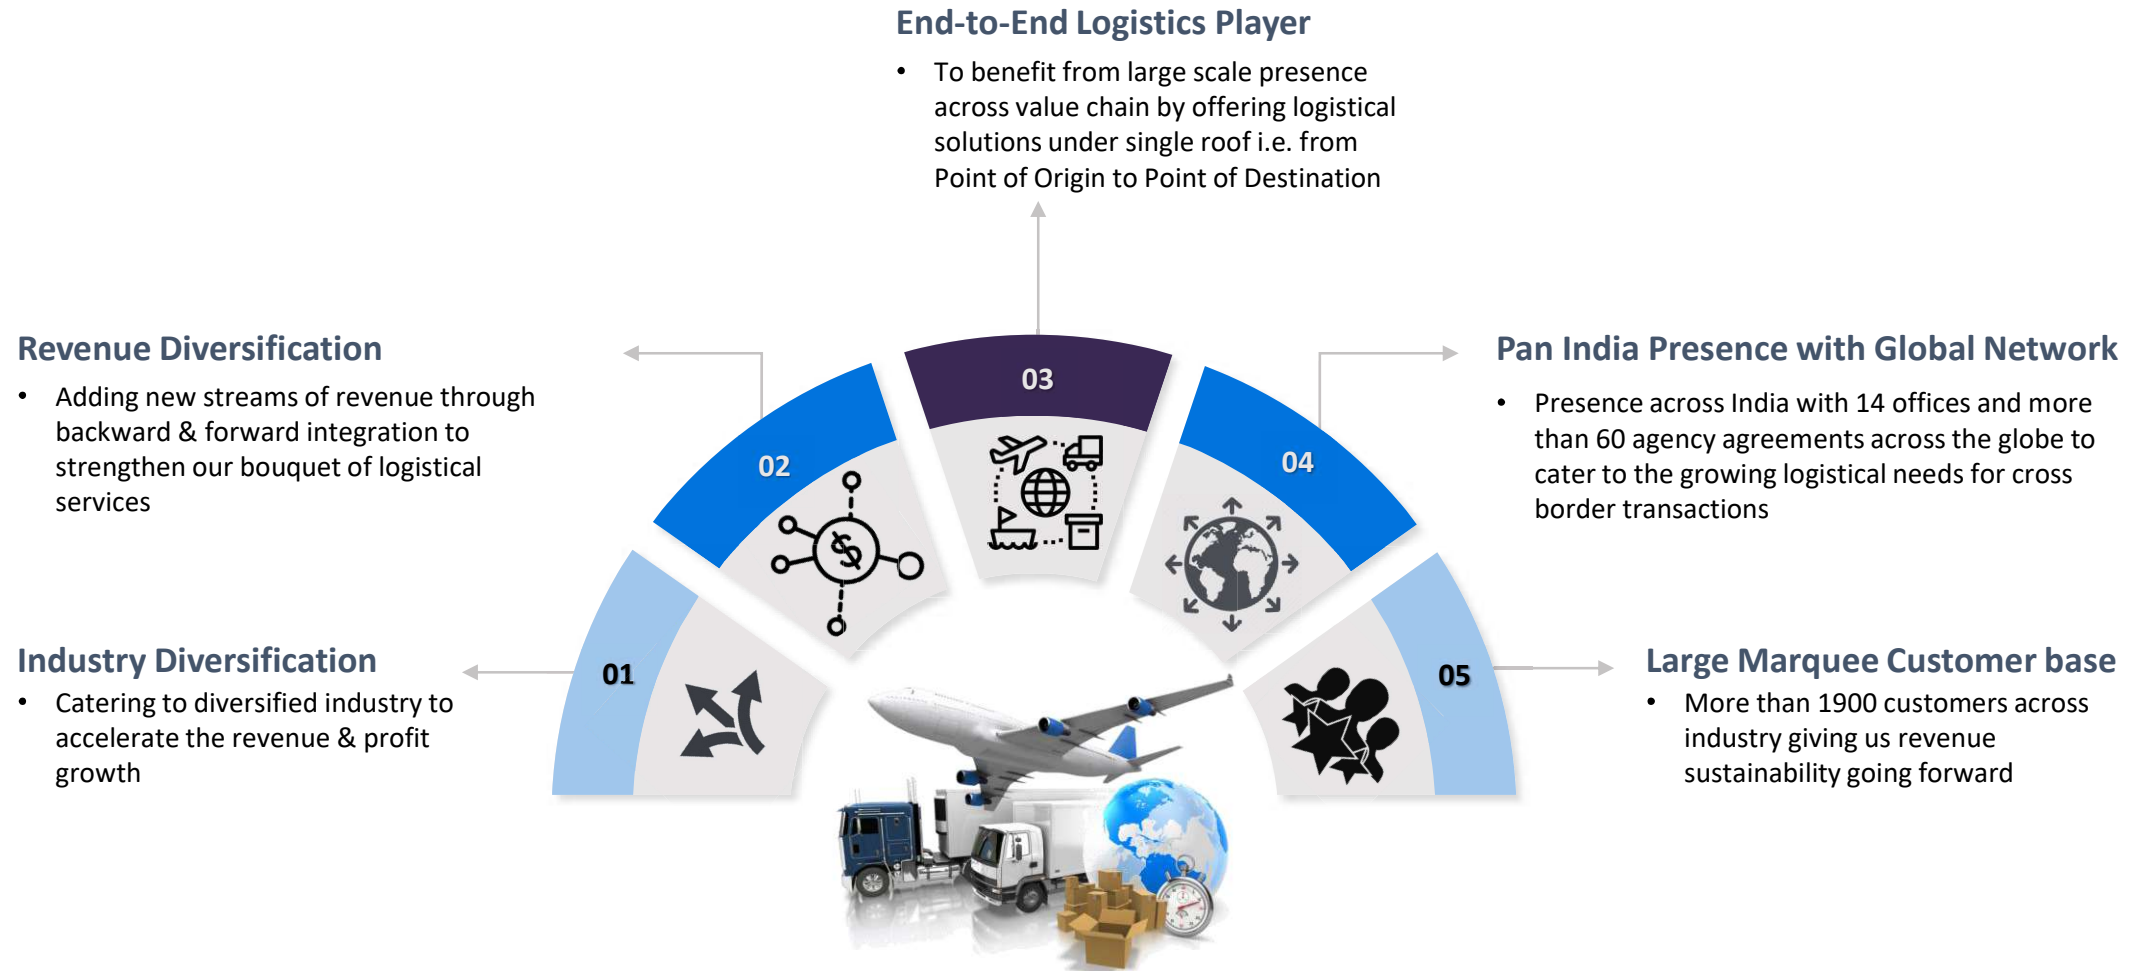 End-to-End Logistics Player
• To benefit from large scale presence
across value chain by offering logistical
solutions under single roof i.e. from
Point of Origin to Point of Destination
Revenue Diversification
• Adding new streams of revenue through
backward & forward integration to
strengthen our bouquet of logistical
services
Industry Diversification
• Catering to diversified industry to
accelerate the revenue & profit
growth
01
02
03
04
05
Pan India Presence with Global Network
• Presence across India with 14 offices and more
than 60 agency agreements across the globe to
cater to the growing logistical needs for cross
border transactions
Large Marquee Customer base
• More than 1900 customers across
industry giving us revenue
sustainability going forward